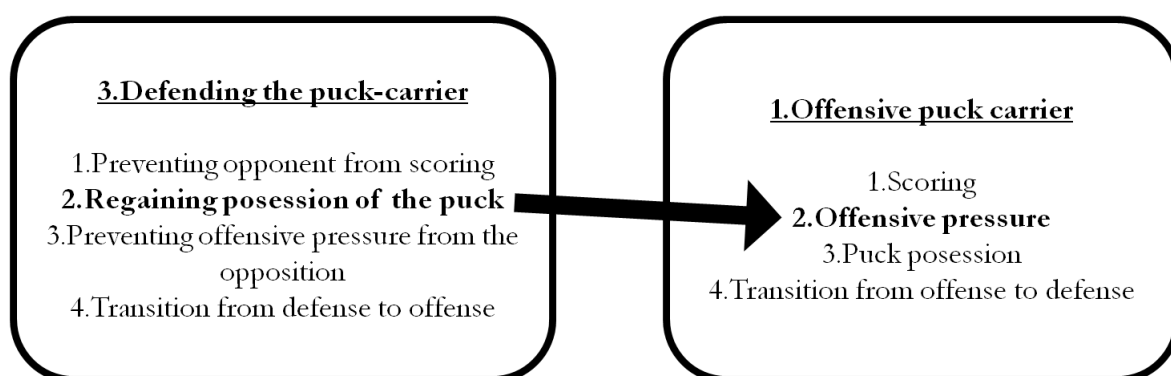 3.Defending the puck-carrier
1.Preventing opponent from scoring
2.Regaining posession of the puck
3.Preventing offensive pressure from the
opposition
4.Transition from defense to offense
1.Offensive puck carrier
1.Scoring
2.Offensive pressure
3.Puck posession
4.Transition from offense to defense